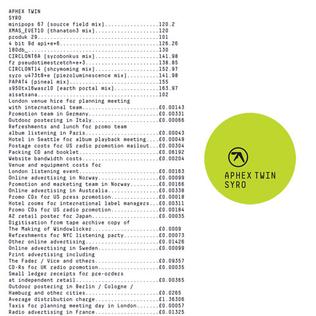 APHEX TWIN
SYRO
minipops 67 [source field mix]................120.2
XMAS_EVET10 [thanaton3 mix]...................120
produk 29.....................................101
4 bit 9d api+e+6..............................126.26
180db_........................................130
CIRCLONT6A [syrobonkus mix]...................141.98
fz pseudotimestretch+e+3......................138.85
CIRCLONT14 [shrymoming mix]...................152.97
syro u473t8+e [piezoluminescence mix].........141.98
PAPAT4 [pineal mix]...........................155
s950tx16wasr10 [earth portal mix].............163.97
aisatsana.....................................102
London venue hire for planning meeting
with international team.......................£0.00143
Promotion team in Germany.....................£0.00331
Outdoor posting in Italy......................£0.00066
Refreshments and lunch for promo team
album listening in Paris......................£0.00043
Hotel in Seattle for album playback meeting...£0.00049
Postage costs for US radio promotion mailout..£0.00304
Packing CD and booklet........................£0.06192
Website bandwidth costs.......................£0.00204
Venue and equipment costs for
London listening event........................£0.00163
Online advertising in Norway..................£0.00099
Promotion and marketing team in Norway........£0.00166
Online advertising in Australia...............£0.00338
Promo CDs for US press promotion..............£0.00018
Hotel rooms for international label managers..£0.00311
Promo CDs for US radio promotion..............£0.00184
A2 retail poster for Japan....................£0.00035
Digitisation from tape archive copy of
The Making of Windowlicker....................£0.0009
Refreshments for NYC listening party..........£0.00073
Other online advertising......................£0.01426
Online advertising in Sweden..................£0.00099
Print advertising including
The Fader / Vice and others...................£0.09357
CD-Rs for UK radio promotion..................£0.00035
Small ledger receipts for pre-orders
at independent retail.........................£0.00365
Outdoor postering in Berlin / Cologne /
Hamburg and other cities......................£0.0265
Average distribution charge...................£1.36306
Taxis for planning meeting day in London......£0.00057
Radio advertising in France...................£0.01325
APHEX TWIN
SYRO